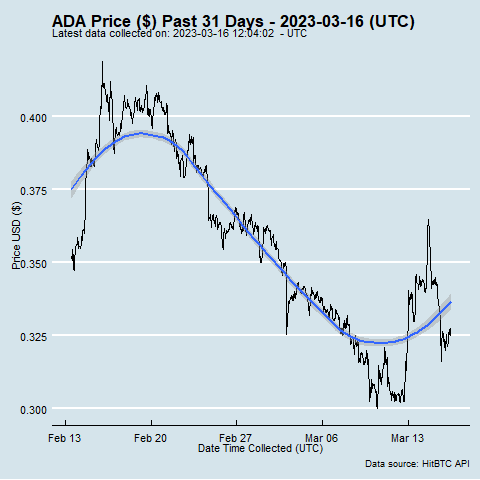 ADA Price ($) Past 31 Days - 2023-03-16 (UTC)
Latest data collected on: 2023-03-16 12:04:02 - UTC
0.400
0.375
0.350
0.325
0.300
Price USD ($)
Feb 13 Feb 20 Feb 27 Mar 06 Mar 13
Date Time Collected (UTC)
Data source: HitBTC API